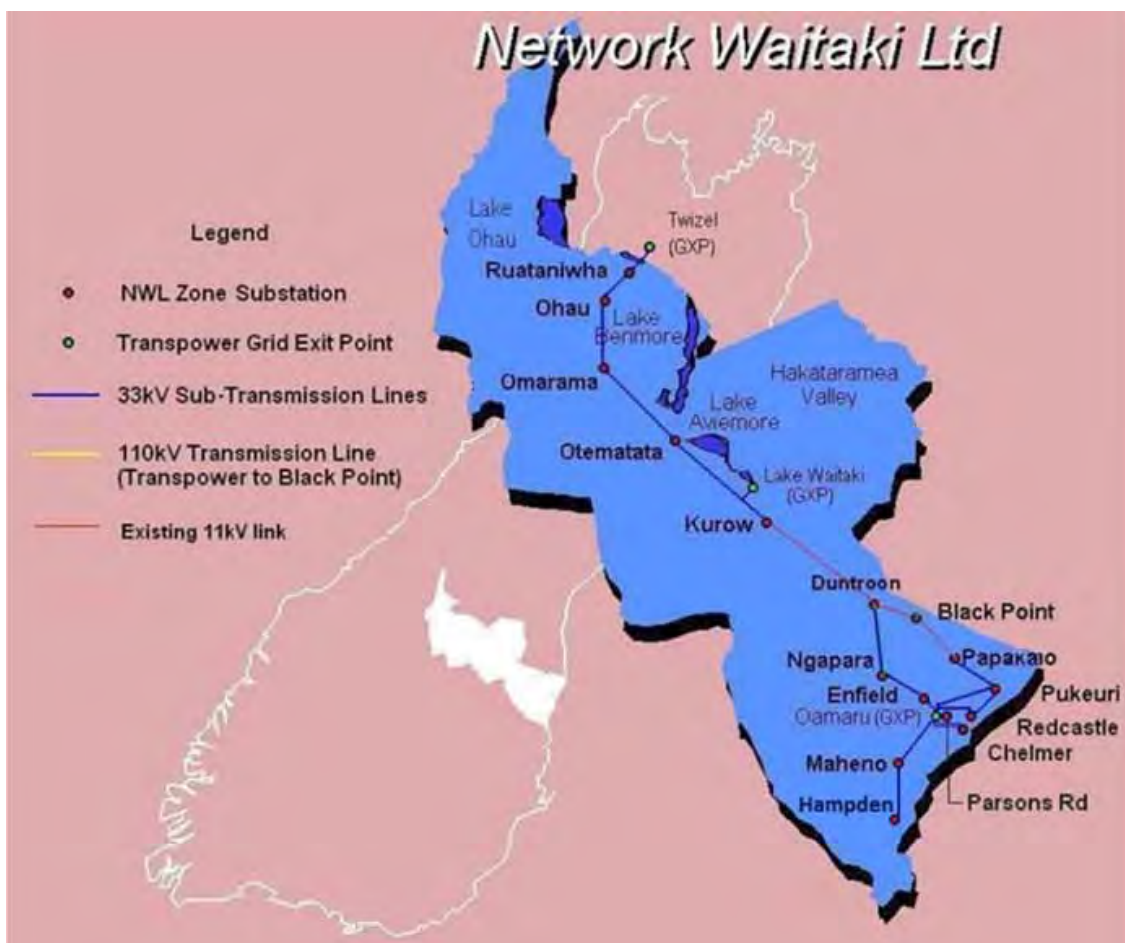 Network Waitaki Ltd
Legend
NWL Zone Substation
Transpower Grid Exit Point
33kV Sub-Transmission Lines
110kV Transmission Line
(Transpower to Black Point)
Existing 11kV link
Lake
Ohau
Twizel
(GXP)
Ruataniwha
Ohau
Lake
Benmore
Omarama
Hakataramea
Valley
Lake
Aviemore
Otematata
Lake Waitaki
(GXP)
Kurow
Duntroon
Black Point
Ngapara
Papakaio
Enfield
Pukeuri
Oamaru (GXP)
Redcastle
Chelmer
Maheno
Hampden
Parsons Rd